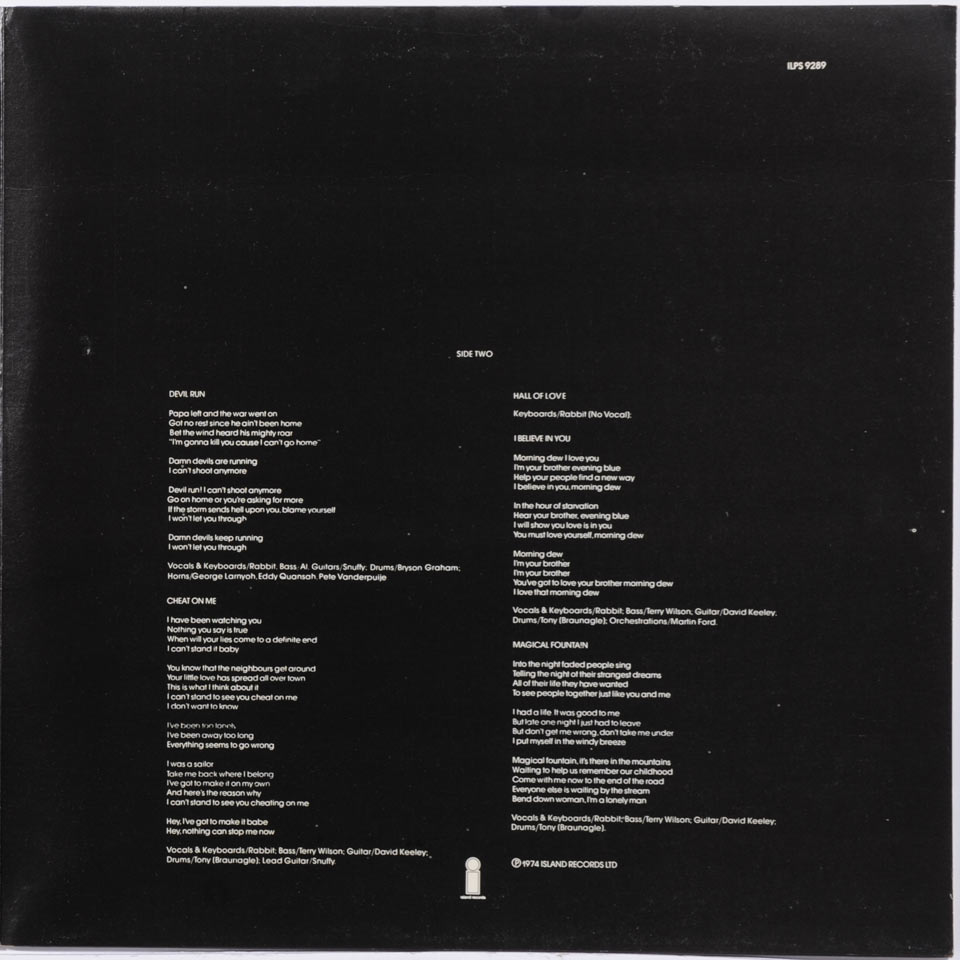 ILPS 9289
SIDE TWO
DEVIL RUN
Papa left and the war went on
Got no rest since he ain't been home
Bet the wind heard his mighty roar
"I'm gonna kill you cause I can't go home"
Damn devils are running
I can't shoot anymore
Devil run! I can't shoot anymore
Go on home or you're asking for more
If the storm sends hell upon you, blame yourself
I won't let you through
Damn devils keep running
I won't let you through
Vocals & Keyboards/Rabbit. Bass Al. Guitars/Snuffy; Drums/Bryson Graham;
Horns/George Larnyoh, Eddy Quansah, Pete Vanderpuije
CHEAT ON ME
I have been watching you
Nothing you say is true
When will your lies come to a definite end
I can't stand it baby
You know that the neighbours get around
Your little love has spread all over town
This is what I think about it
I can't stand to see you cheat on me
I don't want to know
I've been too lonely
I've been away too long
Everything seems to go wrong
I was a sailor
Take me back where I belong
I've got to make it on my own
And here's the reason why
I can't stand to see you cheating on me
Hey, I've got to make it babe
Hey, nothing can stop me now
Vocals & Keyboards/Rabbit; Bass/Terry Wilson; Guitar/David Keeley;
Drums/Tony (Braunagle); Lead Guitar/Snuffy
HALL OF LOVE
Keyboards/Rabbit (No Vocal);
I BELIEVE IN YOU
Morning dew I love you
I'm your brother evening blue
Help your people find a new way
I believe in you, morning dew
In the hour of starvation
Hear your brother, evening blue
I will show you love is in you
You must love yourself, morning dew
Morning dew
I'm your brother
I'm your brother
You've got to love your brother morning dew
I love that morning dew
Vocals & Keyboards/Rabbit; Bass/Terry Wilson; Guitar/David Keeley;
Drums/Tony (Braunagle); Orchestrations/Martin Ford.
MAGICAL FOUNTAIN
Into the night faded people sing
Telling the night of their strangest dreams
All of their life they have wanted
To see people together just like you and me
I had a life It was good to me
But late one night I just had to leave
But don't get me wrong, don't take me under
I put myself in the windy breeze
Magical fountain, it's there in the mountains
Waiting to help us remember our childhood
Come with me now to the end of the road
Everyone else is waiting by the stream
Bend down woman, I'm a lonely man
Vocals & Keyboards/Rabbit; Bass/Terry Wilson; Guitar/David Keeley;
Drums/Tony (Braunagle).
℗ 1974 ISLAND RECORDS LTD